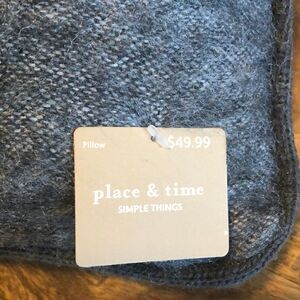 Pillow $49.99
place & time
SIMPLE THINGS